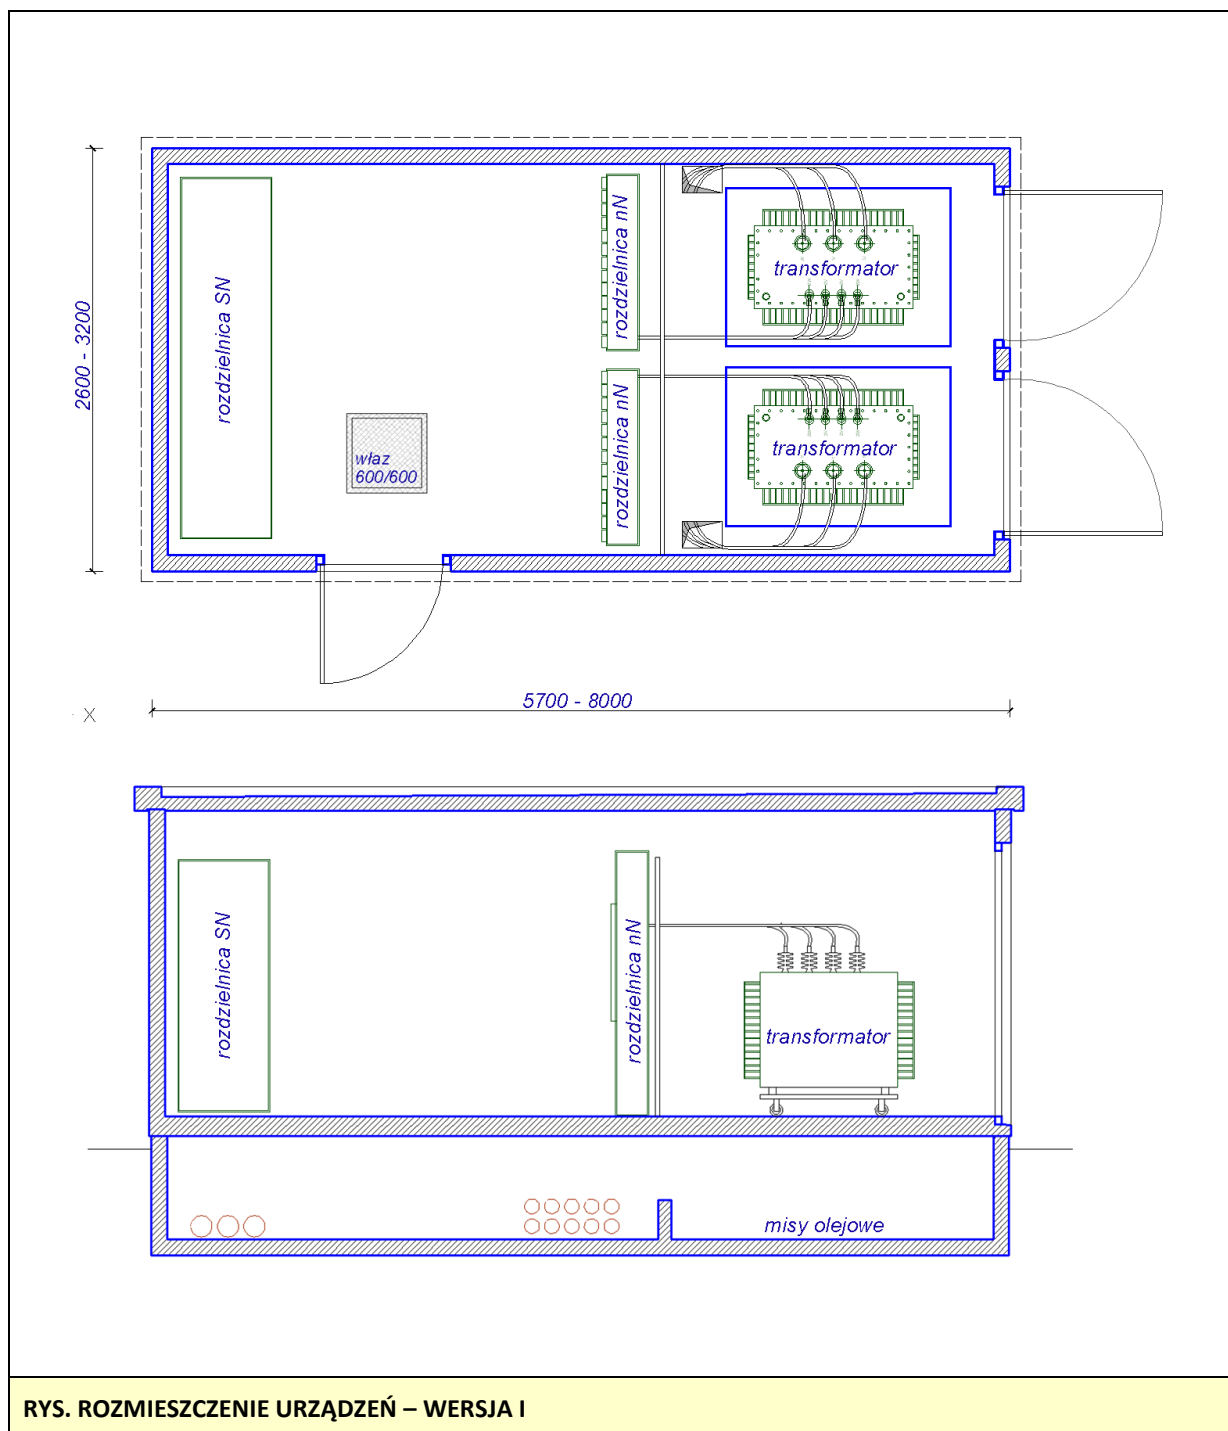 rozdzielnica SN
rozdzielnica nN
transformator
2600 - 3200
rozdzielnica nN
transformator
właz
600/600
5700 - 8000
X
rozdzielnica SN
rozdzielnica nN
transformator
misy olejowe
RYS. ROZMIESZCZENIE URZĄDZEŃ – WERSJA I